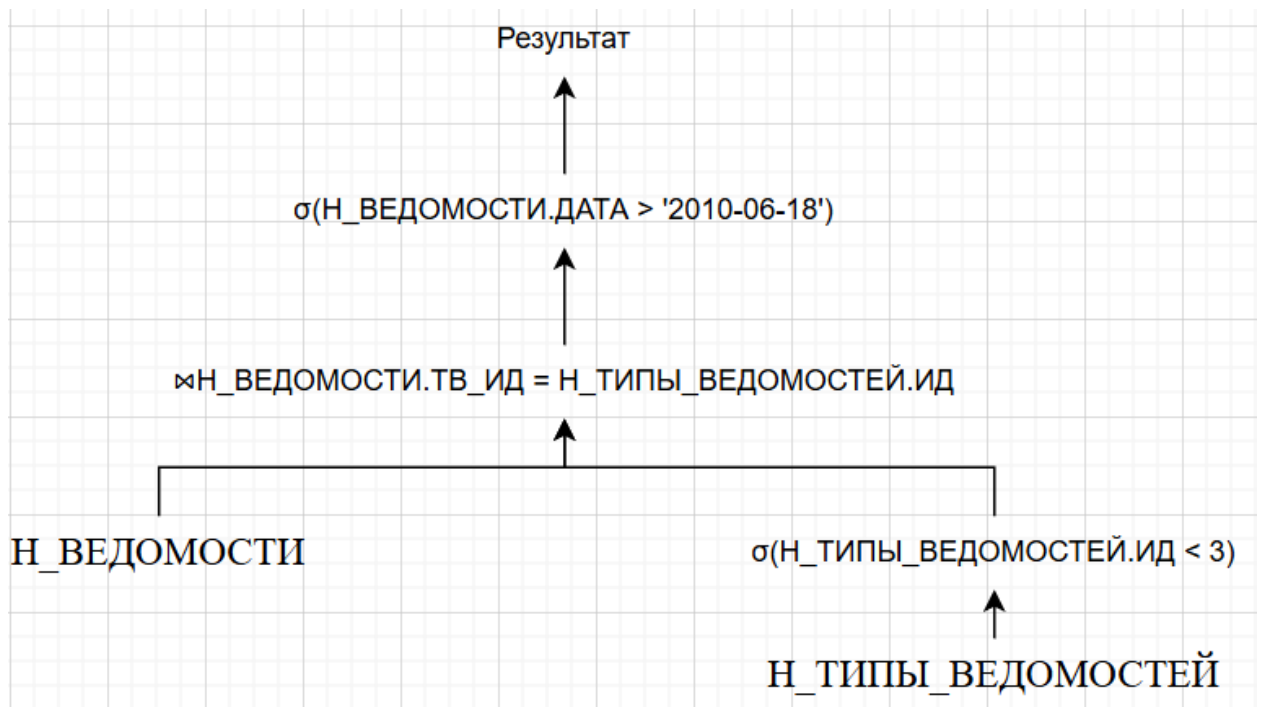 Результат
σ(Н_ВЕДОМОСТИ.ДАТА > '2010-06-18')
⋈Н_ВЕДОМОСТИ.ТВ_ИД = Н_ТИПЫ_ВЕДОМОСТЕЙ.ИД
Н_ВЕДОМОСТИ
σ(Н_ТИПЫ_ВЕДОМОСТЕЙ.ИД < 3)
Н_ТИПЫ_ВЕДОМОСТЕЙ